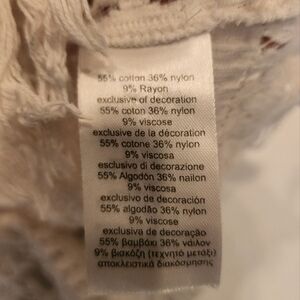 55% cotton 36% nylon
9% Rayon
exclusive of decoration
55% coton 36% nylon
9% viscose
exclusive de la décoration
55% cotone 36% nylon
9% viscosa
esclusivo di decorazione
55% Algodón 36% nailon
9% viscosa
exclusivo de decoración
55% algodão 36% nylon
9% viscose
exclusiva de decoração
55% βαμβάκι 36% νάιλον
9% βισκόζη (τεχνητό μετάξι)
αποκλειστικά διακόσμησης